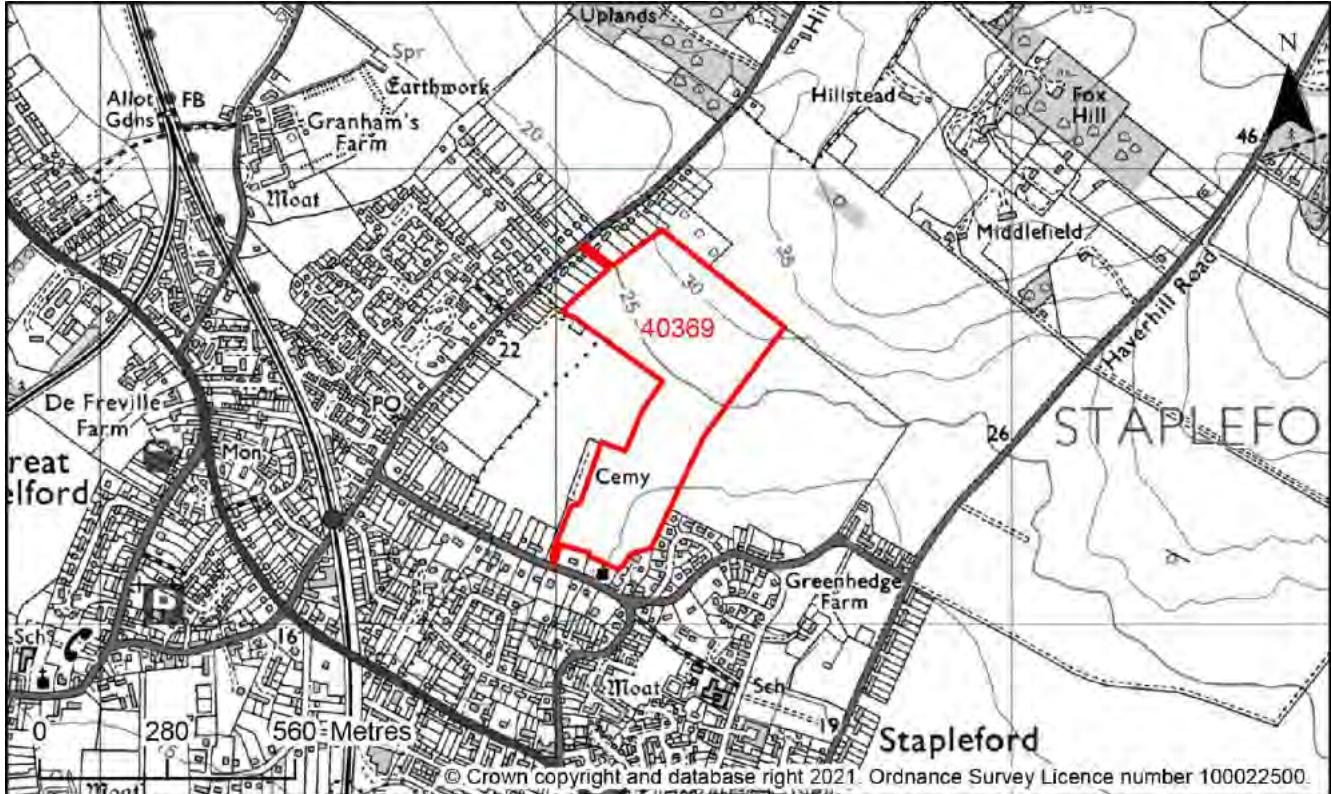 Uplands
Spr
Earthwork
Allot
Gdns
FB
Granham's
Farm
Moat
20
Hillstead
Fox
Hill
N
46
Middlefield
35
30
25
40369
22
Haverhill Road
De Freville
Farm
PO
Mon
reat
elford
Cemy
26
STAPLEFO
Greenhedge
Farm
P
Sch
16
Moat
Sch
19
Stapleford
0 280 560 Metres
Moat
© Crown copyright and database right 2021. Ordnance Survey Licence number 100022500.